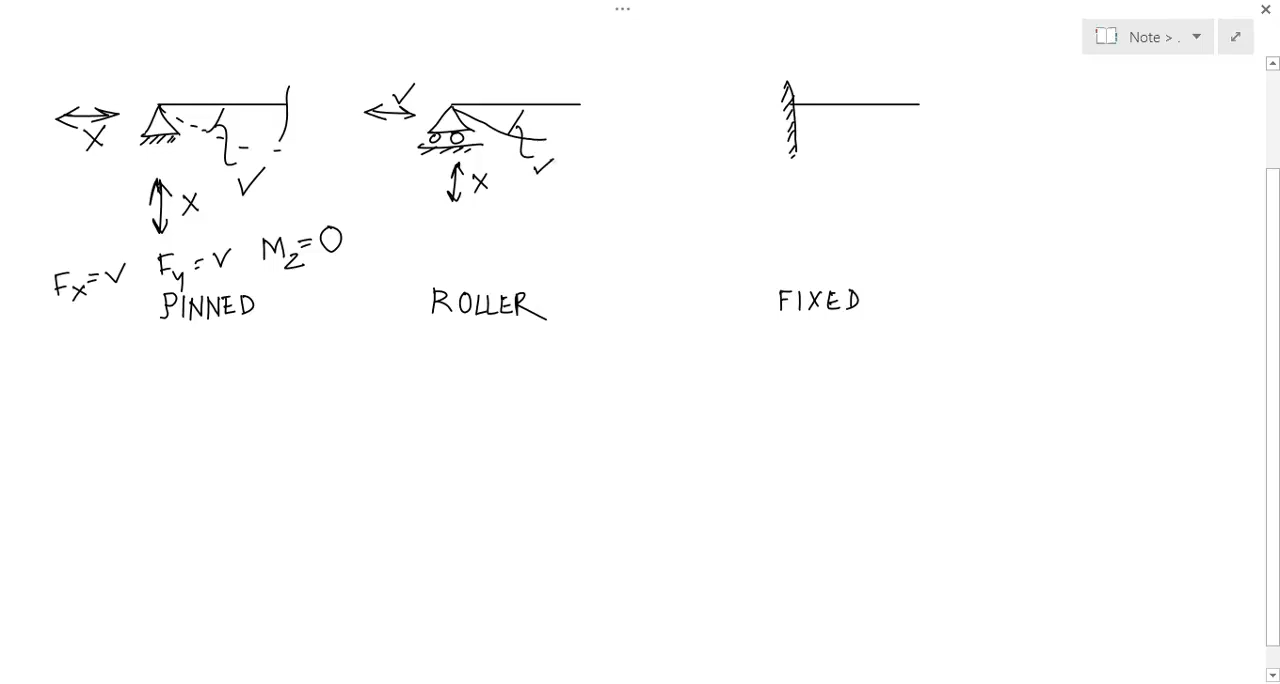 Note > .
X
✓
X
✓
✓
X
Fx=✓ Fy=✓ Mz=0
PINNED
ROLLER
FIXED